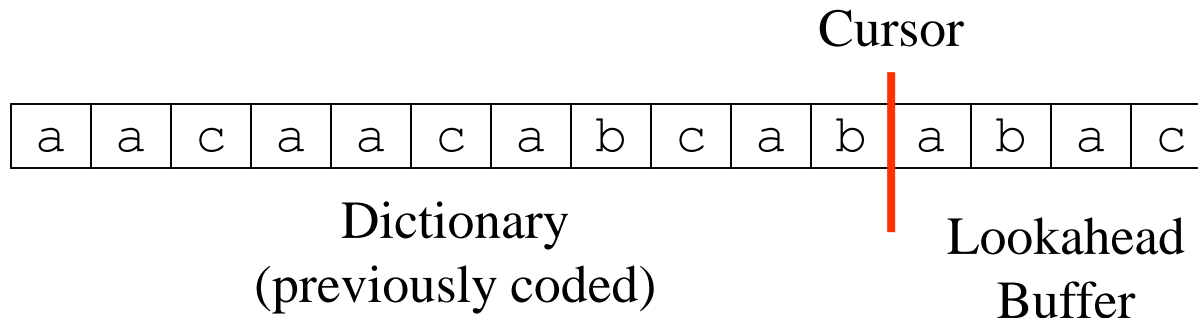 Cursor
a a c a a c a b c a b a b a c
Dictionary
(previously coded)
Lookahead
Buffer